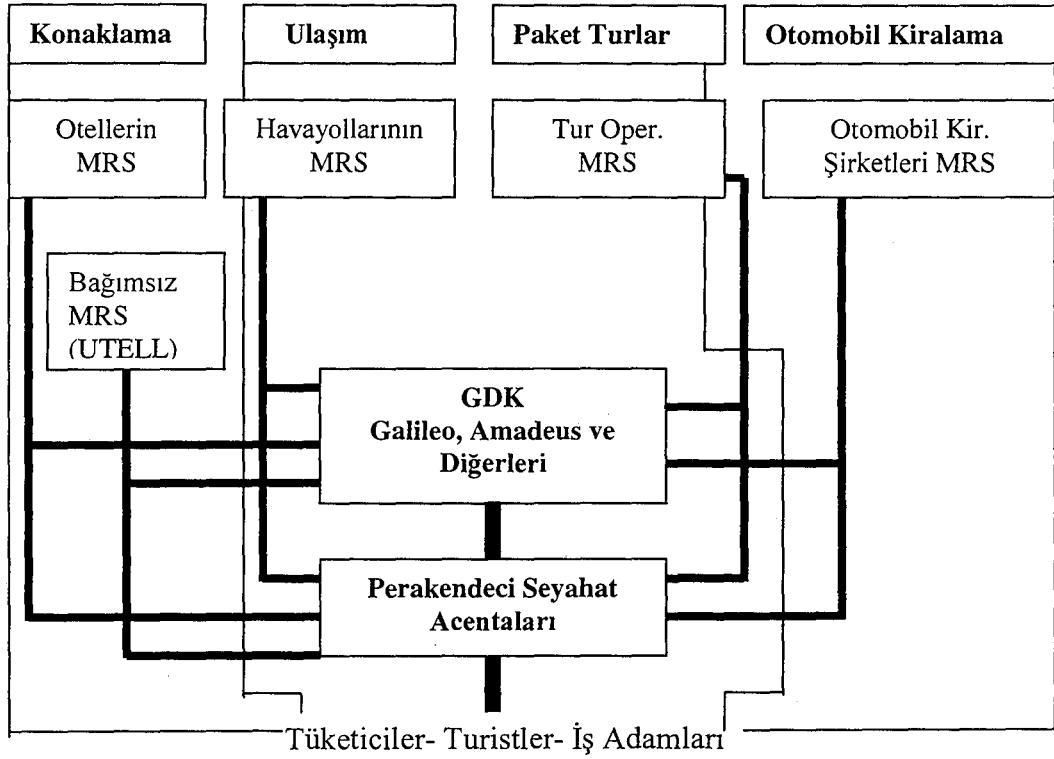 Konaklama
Ulaşım
Paket Turlar
Otomobil Kiralama
Otellerin
MRS
Havayollarının
MRS
Tur Oper.
MRS
Otomobil Kir.
Şirketleri MRS
Bağımsız
MRS
(UTELL)
GDK
Galileo, Amadeus ve
Diğerleri
Perakendeci Seyahat
Acentaları
Tüketiciler- Turistler- İş Adamları